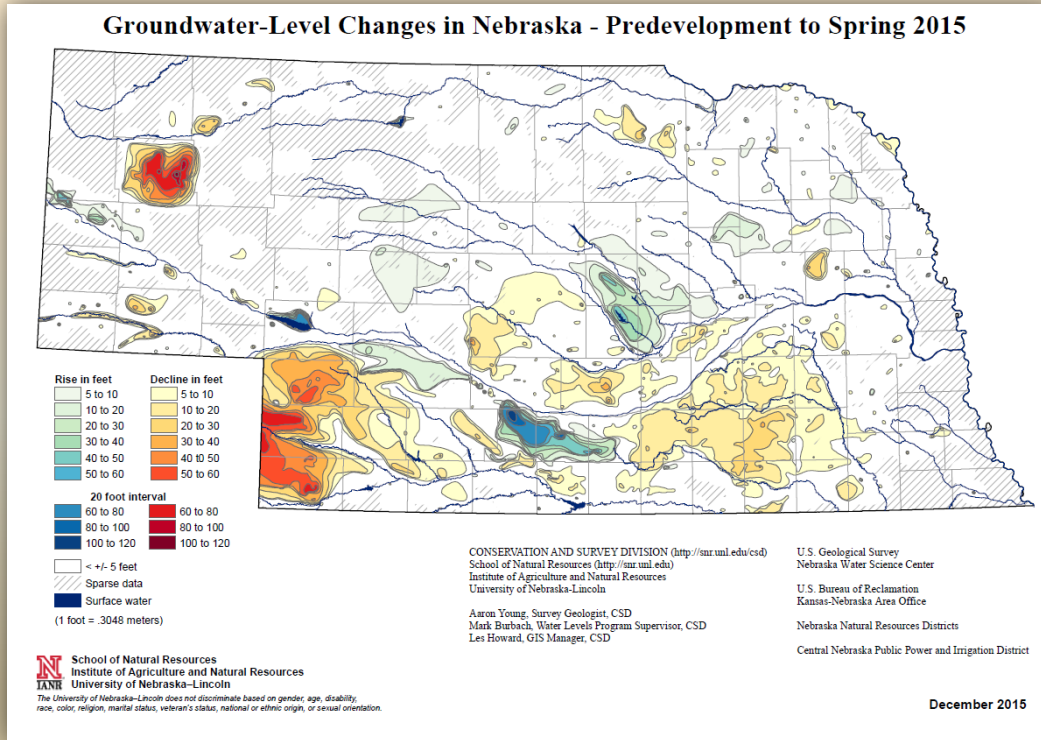 Groundwater-Level Changes in Nebraska - Predevelopment to Spring 2015
Rise in feet
5 to 10
10 to 20
20 to 30
30 to 40
40 to 50
50 to 60
Decline in feet
5 to 10
10 to 20
20 to 30
30 to 40
40 to 50
50 to 60
20 foot interval
60 to 80
80 to 100
100 to 120
60 to 80
80 to 100
100 to 120
< +/- 5 feet
Sparse data
Surface water
(1 foot = .3048 meters)
CONSERVATION AND SURVEY DIVISION (http://snr.unl.edu/csd)
School of Natural Resources (http://snr.unl.edu)
Institute of Agriculture and Natural Resources
University of Nebraska-Lincoln
Aaron Young, Survey Geologist, CSD
Mark Burbach, Water Levels Program Supervisor, CSD
Les Howard, GIS Manager, CSD
U.S. Geological Survey
Nebraska Water Science Center
U.S. Bureau of Reclamation
Kansas-Nebraska Area Office
Nebraska Natural Resources Districts
Central Nebraska Public Power and Irrigation District
N
IANR
School of Natural Resources
Institute of Agriculture and Natural Resources
University of Nebraska–Lincoln
The University of Nebraska–Lincoln does not discriminate based on gender, age, disability,
race, color, religion, marital status, veteran's status, national or ethnic origin, or sexual orientation.
December 2015